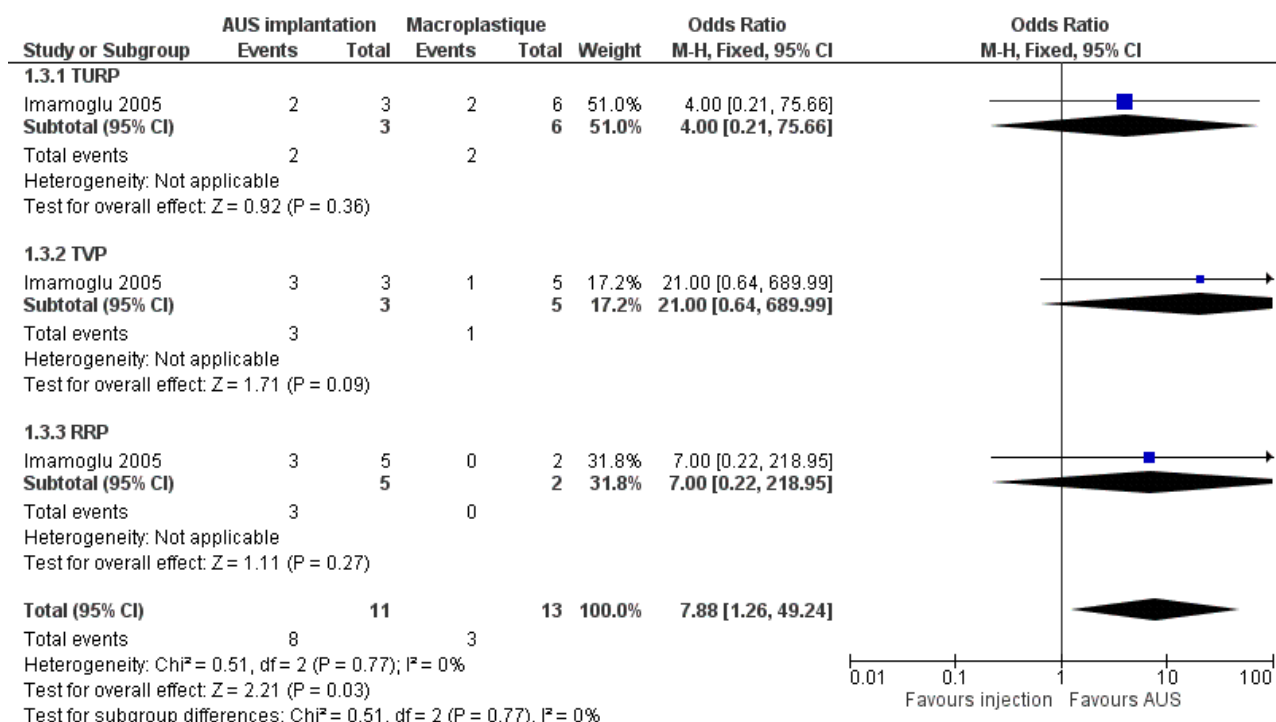 AUS implantation Macroplastique Odds Ratio Odds Ratio
Study or Subgroup Events Total Events Total Weight M-H, Fixed, 95% CI M-H, Fixed, 95% CI
1.3.1 TURP
Imamoglu 2005 2 3 2 6 51.0% 4.00 [0.21, 75.66]
Subtotal (95% CI) 3 6 51.0% 4.00 [0.21, 75.66]
Total events 2 2
Heterogeneity: Not applicable
Test for overall effect: Z = 0.92 (P = 0.36)
1.3.2 TVP
Imamoglu 2005 3 3 1 5 17.2% 21.00 [0.64, 689.99]
Subtotal (95% CI) 3 5 17.2% 21.00 [0.64, 689.99]
Total events 3 1
Heterogeneity: Not applicable
Test for overall effect: Z = 1.71 (P = 0.09)
1.3.3 RRP
Imamoglu 2005 3 5 0 2 31.8% 7.00 [0.22, 218.95]
Subtotal (95% CI) 5 2 31.8% 7.00 [0.22, 218.95]
Total events 3 0
Heterogeneity: Not applicable
Test for overall effect: Z = 1.11 (P = 0.27)
Total (95% CI) 11 13 100.0% 7.88 [1.26, 49.24]
Total events 8 3
Heterogeneity: Chi² = 0.51, df = 2 (P = 0.77); I² = 0%
Test for overall effect: Z = 2.21 (P = 0.03)
Test for subgroup differences: Chi² = 0.51, df = 2 (P = 0.77), I² = 0%
0.01 0.1 1 10 100
Favours injection Favours AUS